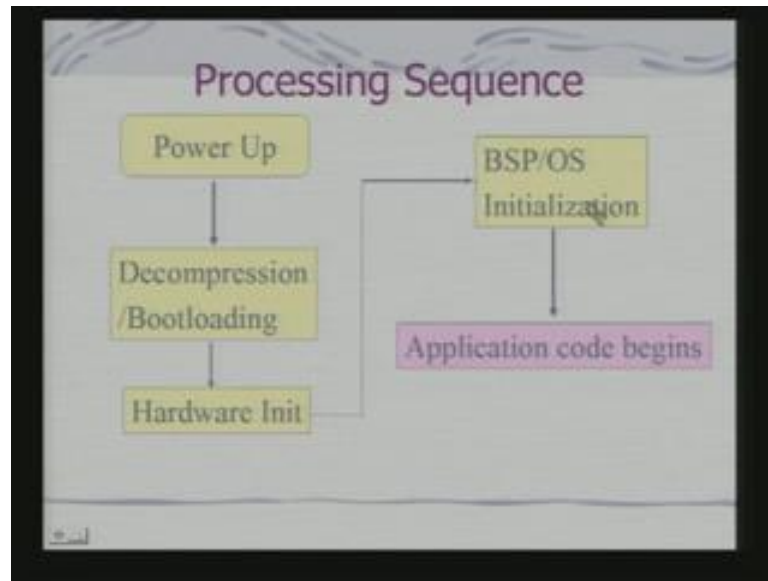 Processing Sequence
Power Up
Decompression
/Bootloading
Hardware Init
BSP/OS
Initialization
Application code begins